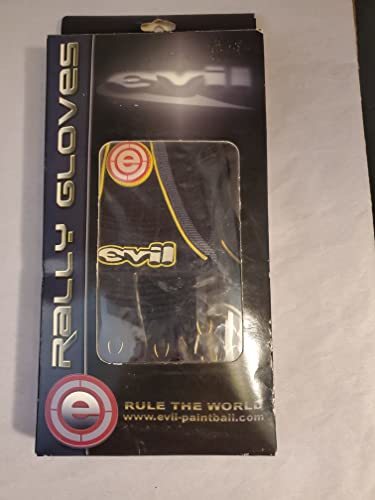 evil
RALLY GLOVES
e
evil
e
RULE THE WORLD
www.evil-paintball.com